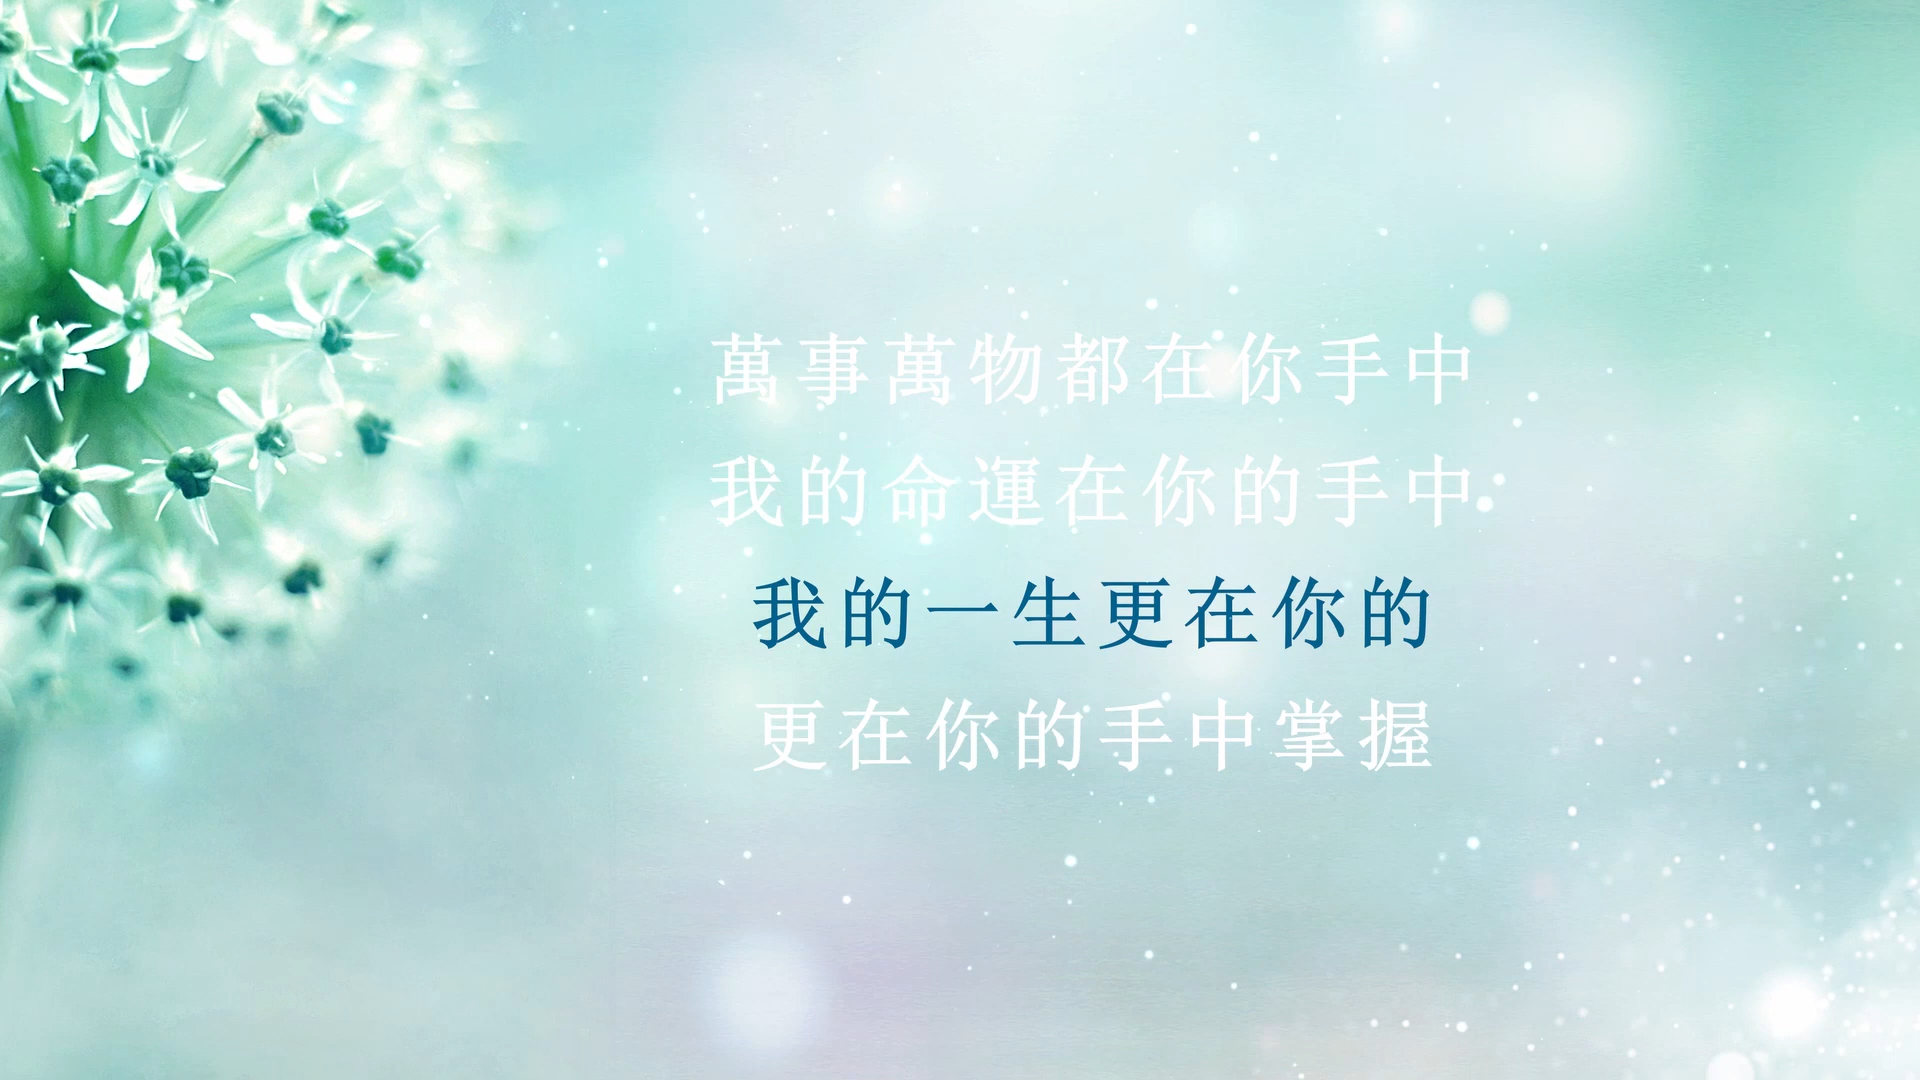 萬事萬物都在你手中
我的命運在你的手中
我的一生更在你的
更在你的手中掌握